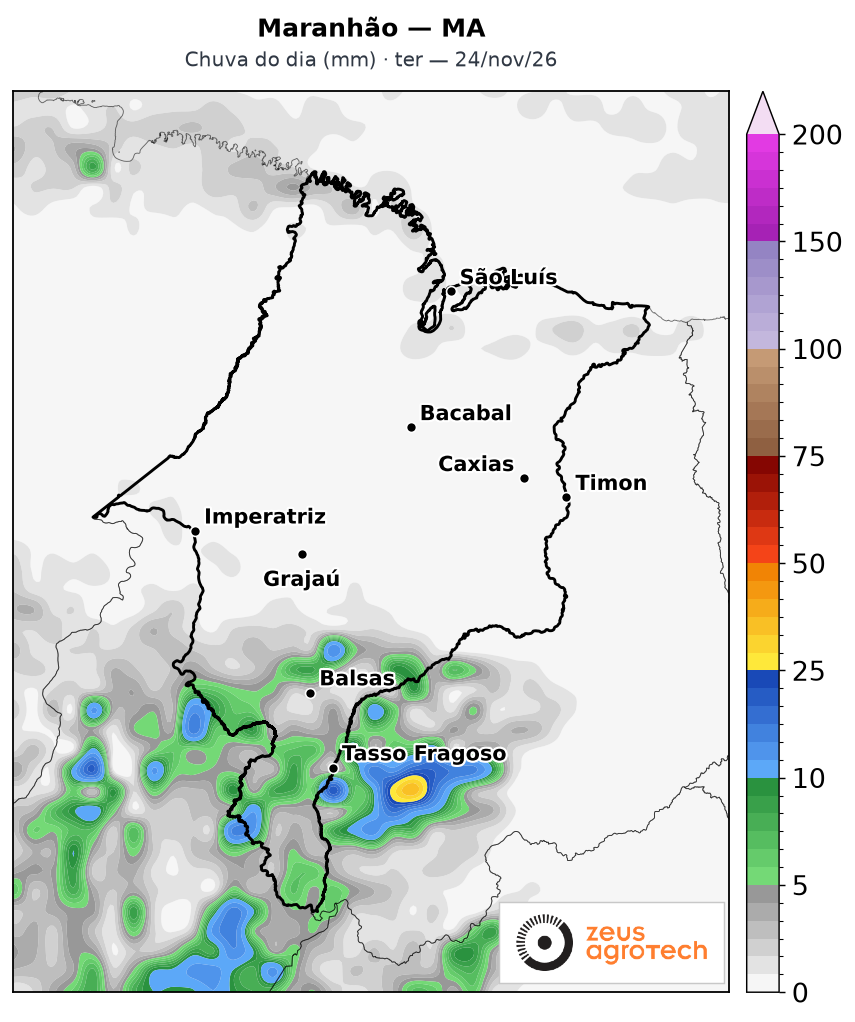 Maranhão — MA
Chuva do dia (mm) · ter — 24/nov/26
São Luís
Bacabal
Caxias
Timon
Imperatriz
Grajaú
Balsas
Tasso Fragoso
200
150
100
75
50
25
10
5
0
zeus
agrotech